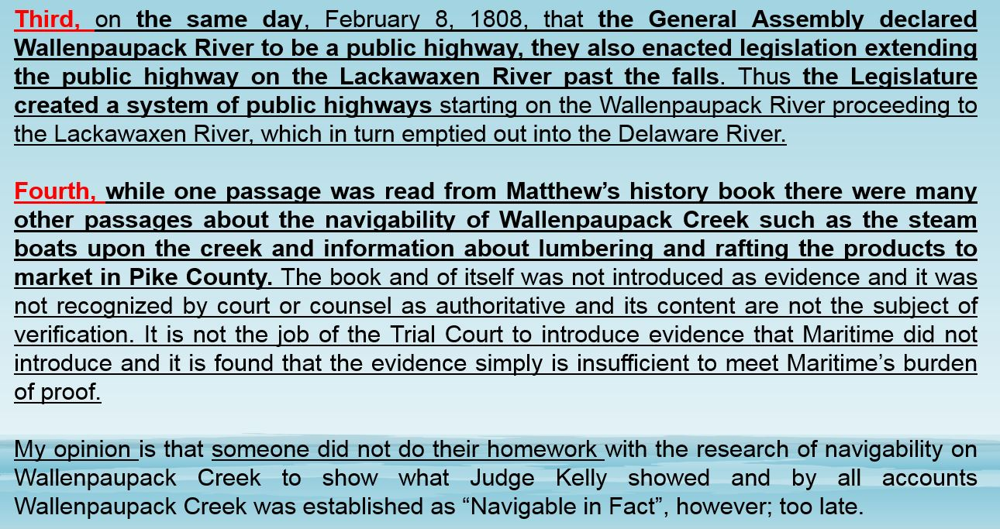 Third, on the same day, February 8, 1808, that the General Assembly declared
Wallenpaupack River to be a public highway, they also enacted legislation extending
the public highway on the Lackawaxen River past the falls. Thus the Legislature
created a system of public highways starting on the Wallenpaupack River proceeding to
the Lackawaxen River, which in turn emptied out into the Delaware River.
Fourth, while one passage was read from Matthew’s history book there were many
other passages about the navigability of Wallenpaupack Creek such as the steam
boats upon the creek and information about lumbering and rafting the products to
market in Pike County. The book and of itself was not introduced as evidence and it was
not recognized by court or counsel as authoritative and its content are not the subject of
verification. It is not the job of the Trial Court to introduce evidence that Maritime did not
introduce and it is found that the evidence simply is insufficient to meet Maritime’s burden
of proof.
My opinion is that someone did not do their homework with the research of navigability on
Wallenpaupack Creek to show what Judge Kelly showed and by all accounts
Wallenpaupack Creek was established as “Navigable in Fact”, however; too late.